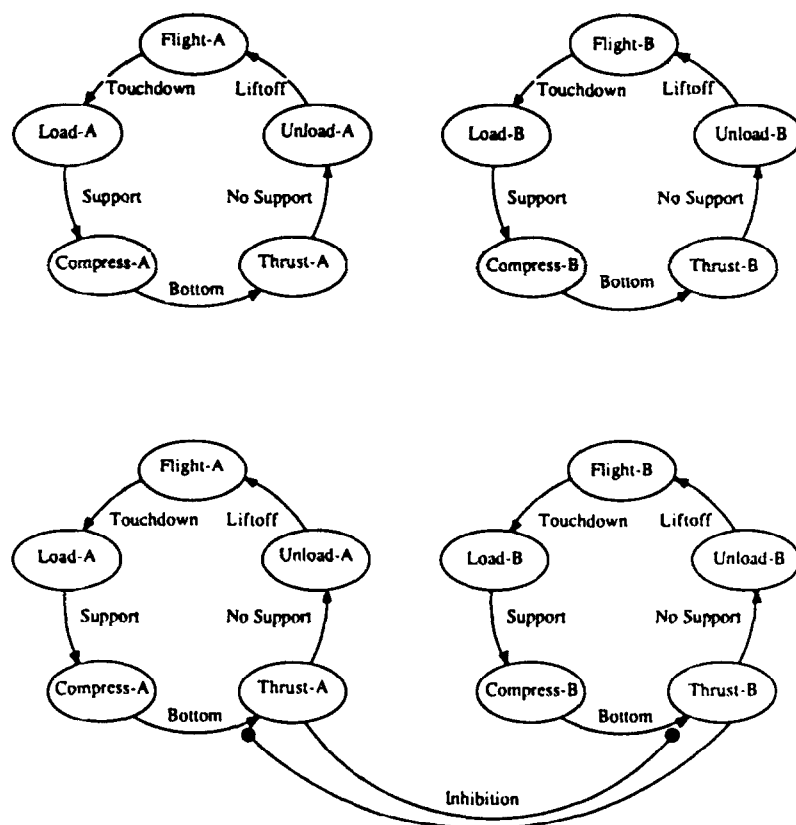 Flight-A
Flight-B
Touchdown
Liftoff
Touchdown
Liftoff
Load-A
Unload-A
Load-B
Unload-B
Support
No Support
Support
No Support
Compress-A
Thrust-A
Compress-B
Thrust-B
Bottom
Bottom
Flight-A
Flight-B
Touchdown
Liftoff
Touchdown
Liftoff
Load-A
Unload-A
Load-B
Unload-B
Support
No Support
Support
No Support
Compress-A
Thrust-A
Compress-B
Thrust-B
Bottom
Bottom
Inhibition